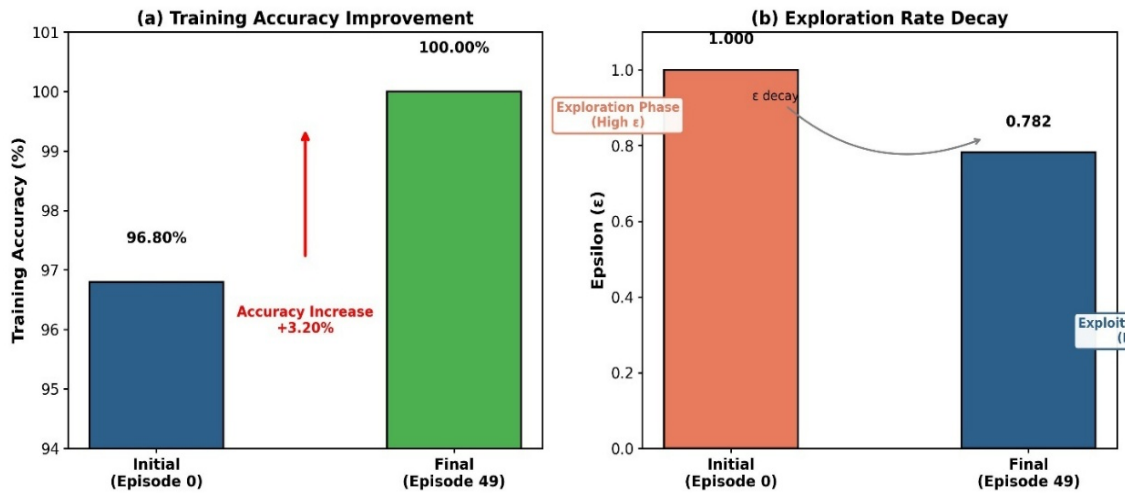 (a) Training Accuracy Improvement
101
100
99
98
97
96
95
94
Training Accuracy (%)
96.80%
100.00%
Accuracy Increase
+3.20%
Initial
(Episode 0)
Final
(Episode 49)
(b) Exploration Rate Decay
1.0
0.8
0.6
0.4
0.2
0.0
Epsilon (ε)
1.000
0.782
Exploration Phase
(High ε)
ε decay
Initial
(Episode 0)
Final
(Episode 49)